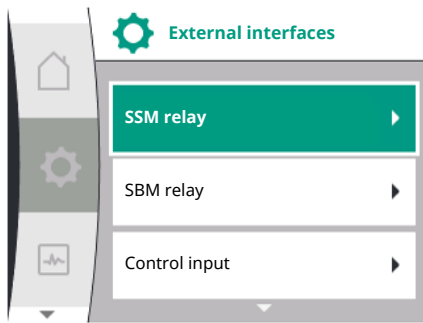 External interfaces
SSM relay
SBM relay
Control input